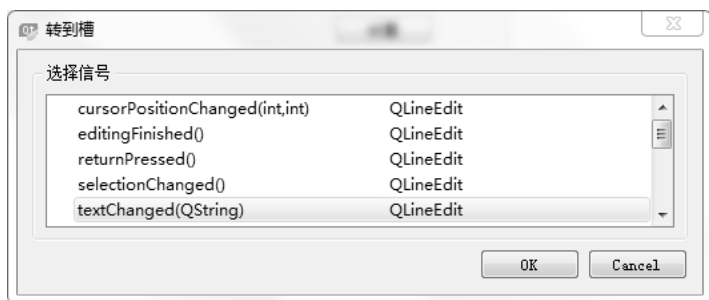 转到槽
选择信号
cursorPositionChanged(int,int) QLineEdit
editingFinished() QLineEdit
returnPressed() QLineEdit
selectionChanged() QLineEdit
textChanged(QString) QLineEdit
OK Cancel